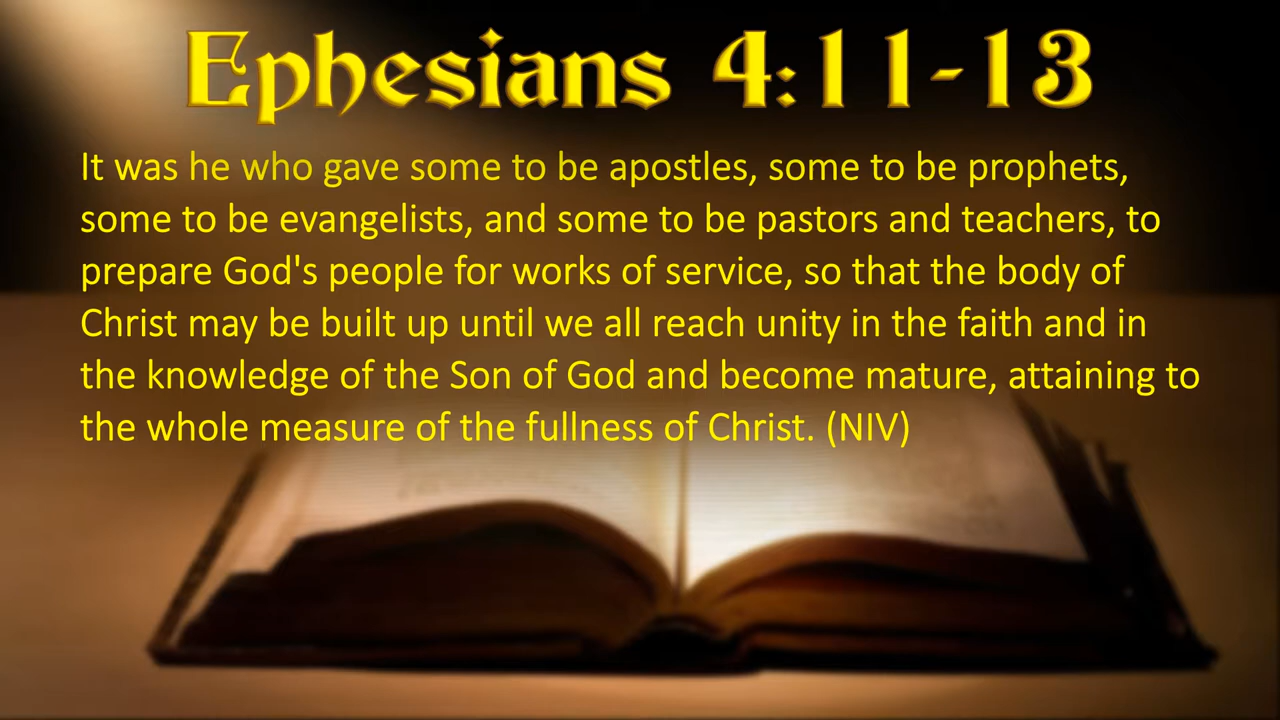 Ephesians 4:11-13
It was he who gave some to be apostles, some to be prophets,
some to be evangelists, and some to be pastors and teachers, to
prepare God's people for works of service, so that the body of
Christ may be built up until we all reach unity in the faith and in
the knowledge of the Son of God and become mature, attaining to
the whole measure of the fullness of Christ. (NIV)